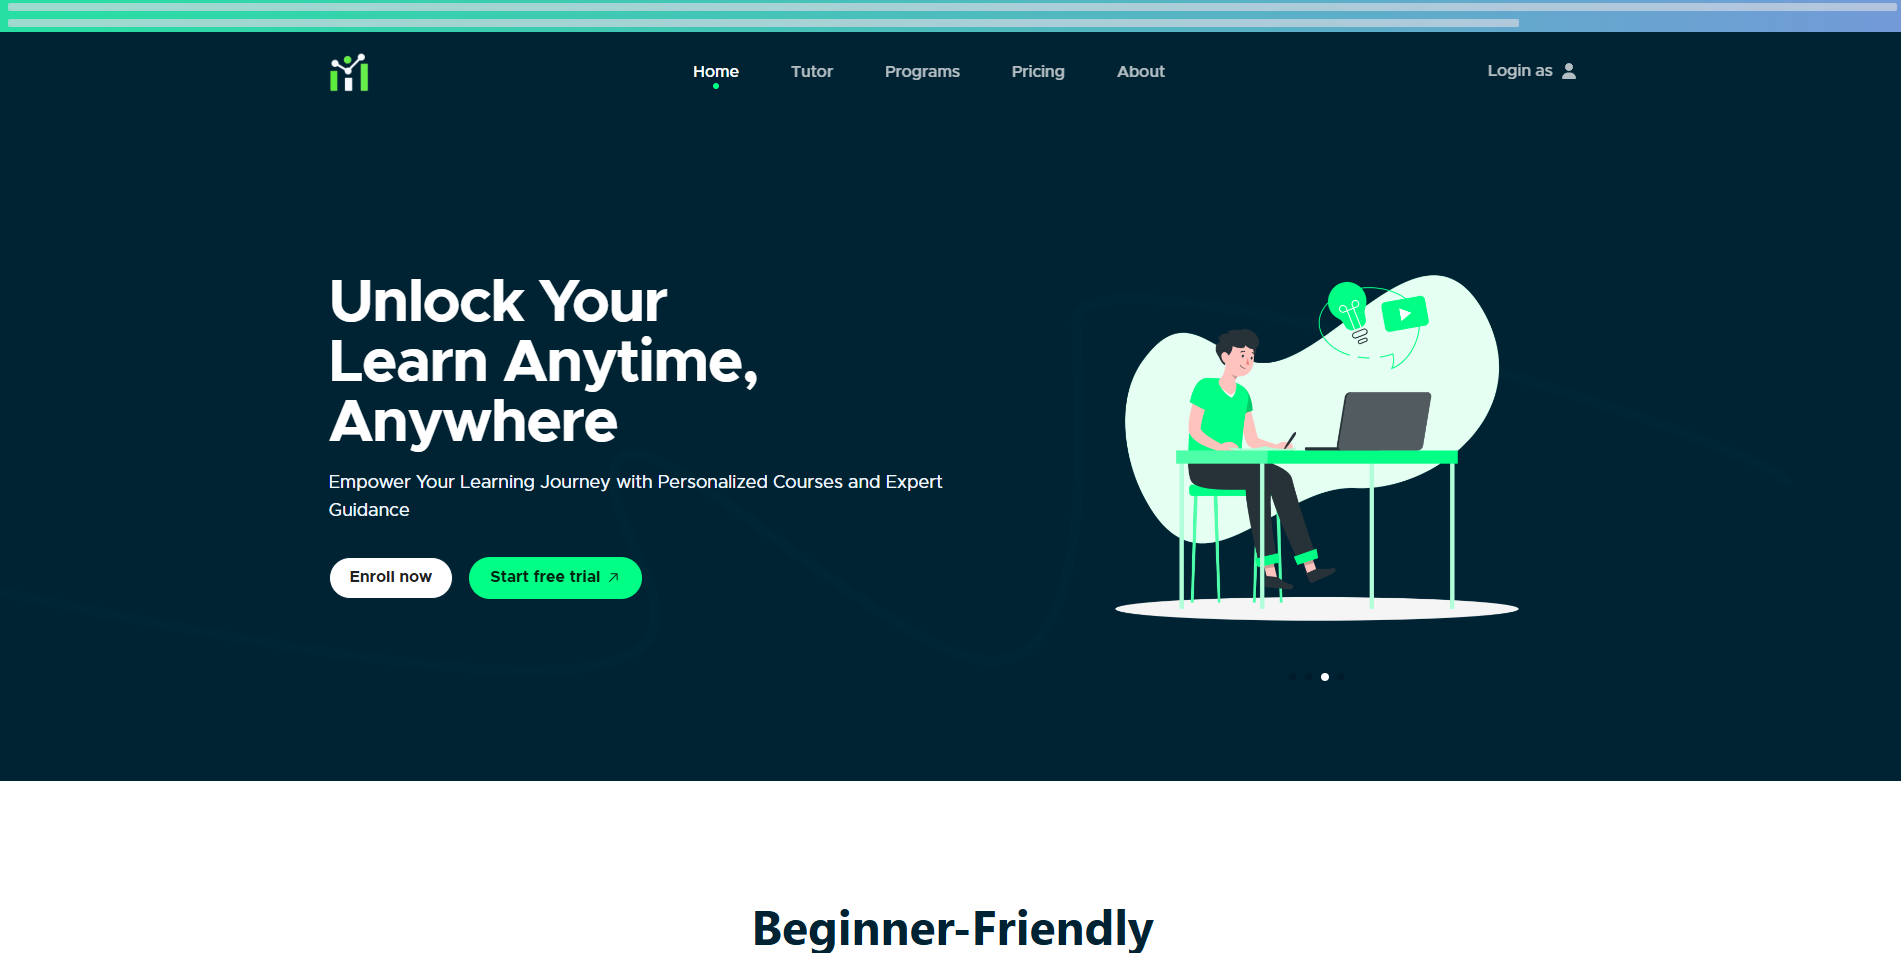 Home
Tutor
Programs
Pricing
About
Login as
Unlock Your
Learn Anytime,
Anywhere
Empower Your Learning Journey with Personalized Courses and Expert
Guidance
Enroll now
Start free trial
Beginner-Friendly